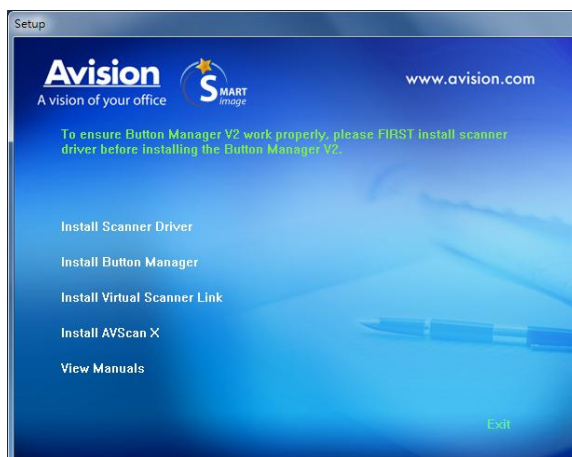 Setup
Avision
A vision of your office
SMART
image
www.avision.com
To ensure Button Manager V2 work properly, please FIRST install scanner
driver before installing the Button Manager V2.
Install Scanner Driver
Install Button Manager
Install Virtual Scanner Link
Install AVScan X
View Manuals
Exit